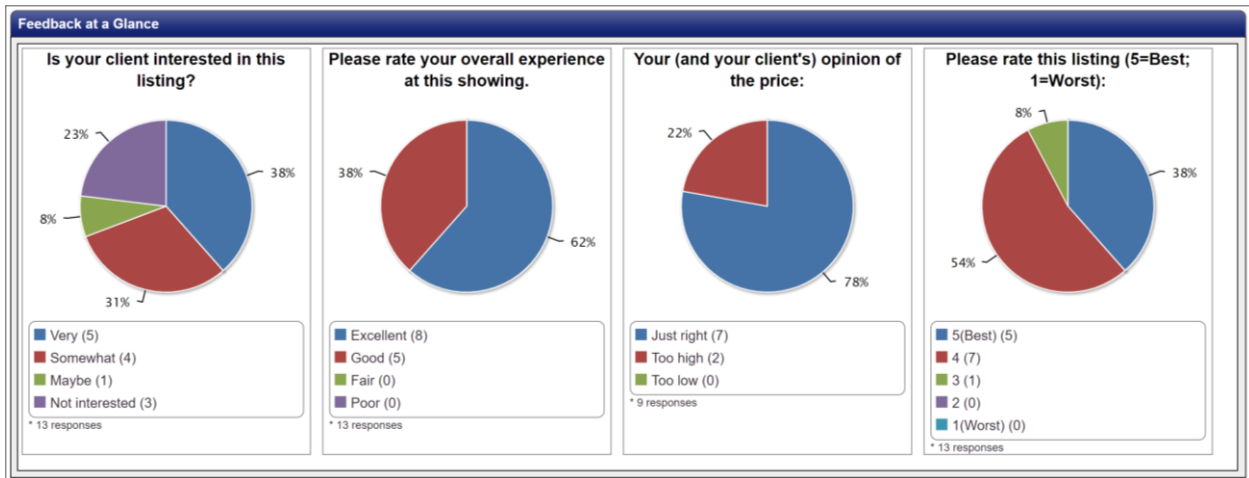 Feedback at a Glance
Is your client interested in this
listing?
23%
38%
8%
31%
Very (5)
Somewhat (4)
Maybe (1)
Not interested (3)
* 13 responses
Please rate your overall experience
at this showing.
38%
62%
Excellent (8)
Good (5)
Fair (0)
Poor (0)
* 13 responses
Your (and your client's) opinion of
the price:
22%
78%
Just right (7)
Too high (2)
Too low (0)
* 9 responses
Please rate this listing (5=Best;
1=Worst):
8%
38%
54%
5(Best) (5)
4 (7)
3 (1)
2 (0)
1(Worst) (0)
* 13 responses